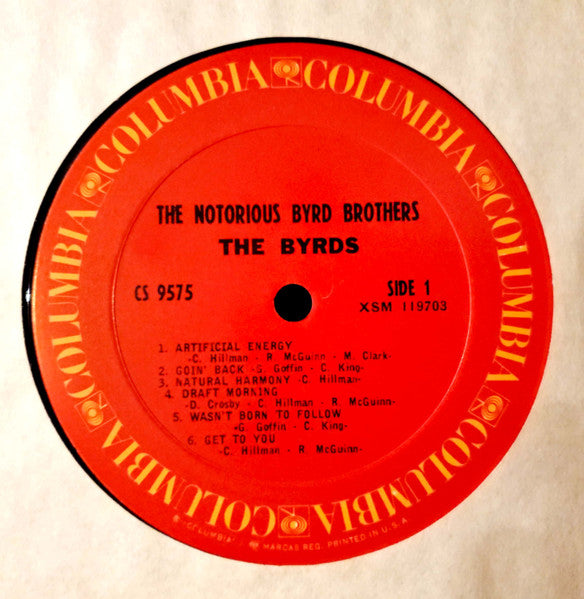 COLUMBIA COLUMBIA COLUMBIA COLUMBIA COLUMBIA COLUMBIA
THE NOTORIOUS BYRD BROTHERS
THE BYRDS
CS 9575
SIDE 1
XSM 119703
1. ARTIFICIAL ENERGY
-C. Hillman - R. McGuinn - M. Clark-
2. GOIN' BACK -G. Goffin - C. King-
3. NATURAL HARMONY -C. Hillman-
4. DRAFT MORNING
-D. Crosby - C. Hillman - R. McGuinn-
5. WASN'T BORN TO FOLLOW
-G. Goffin - C. King-
6. GET TO YOU
-C. Hillman - R. McGuinn-
® "COLUMBIA", MARCAS REG. PRINTED IN U.S.A.